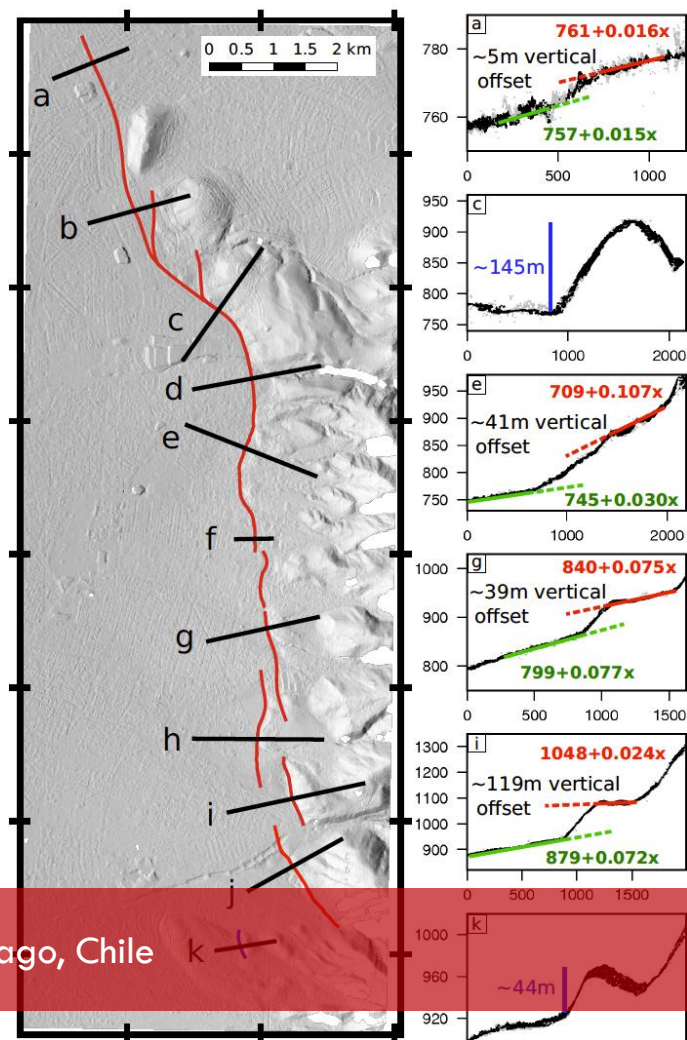 0 0.5 1 1.5 2 km
a
b
c
d
e
f
g
h
i
j
k
ago, Chile
a
761+0.016x
~5m vertical
offset
757+0.015x
780
760
0 500 1000
c
~145m
950
900
850
800
750
0 1000 2000
e
709+0.107x
~41m vertical
offset
745+0.030x
950
900
850
800
750
0 1000 2000
g
840+0.075x
~39m vertical
offset
799+0.077x
1000
900
800
0 500 1000 1500
i
1048+0.024x
~119m vertical
offset
879+0.072x
1300
1200
1100
1000
900
0 500 1000 1500
k
~44m
1000
960
920